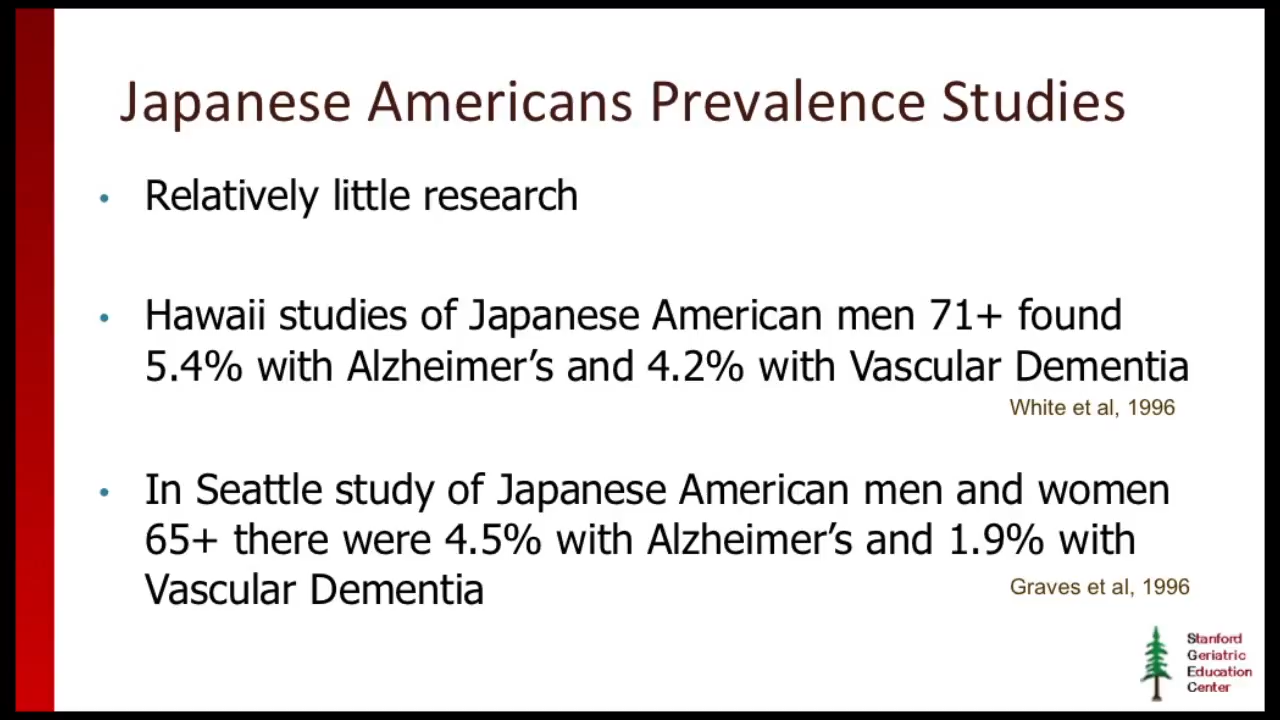 Japanese Americans Prevalence Studies
• Relatively little research
• Hawaii studies of Japanese American men 71+ found
5.4% with Alzheimer’s and 4.2% with Vascular Dementia
White et al, 1996
• In Seattle study of Japanese American men and women
65+ there were 4.5% with Alzheimer’s and 1.9% with
Vascular Dementia
Graves et al, 1996
Stanford
Geriatric
Education
Center